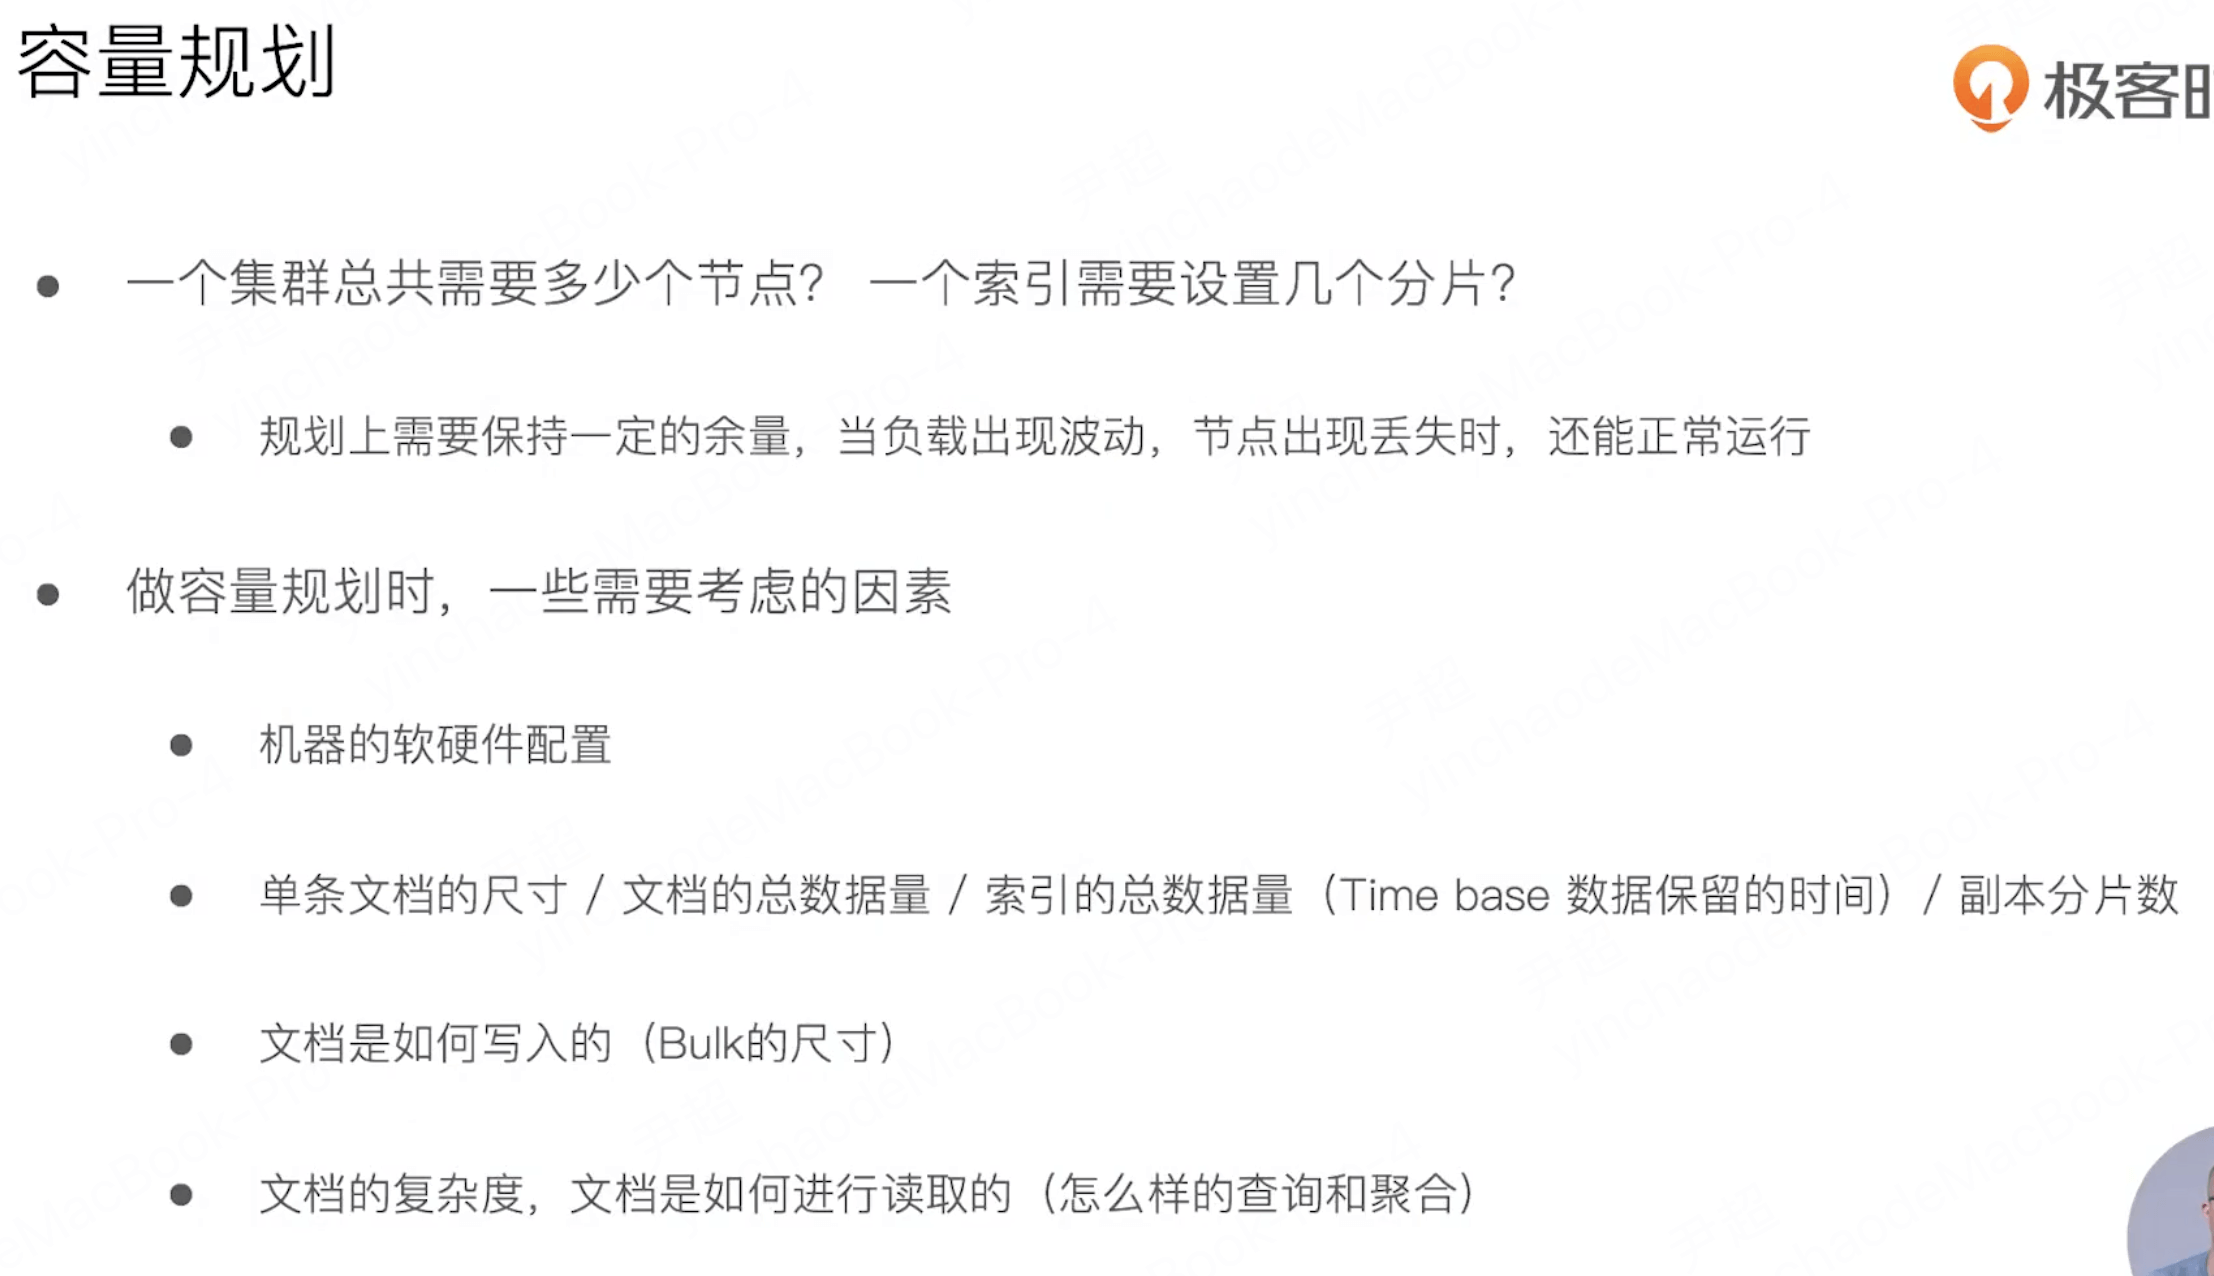 容量规划
极客时
一个集群总共需要多少个节点？ 一个索引需要设置几个分片？
规划上需要保持一定的余量，当负载出现波动，节点出现丢失时，还能正常运行
做容量规划时，一些需要考虑的因素
机器的软硬件配置
单条文档的尺寸 / 文档的总数据量 / 索引的总数据量（Time base 数据保留的时间）/ 副本分片数
文档是如何写入的（Bulk的尺寸）
文档的复杂度，文档是如何进行读取的（怎么样的查询和聚合）
尹超
yinchaodeMacBook-Pro-4